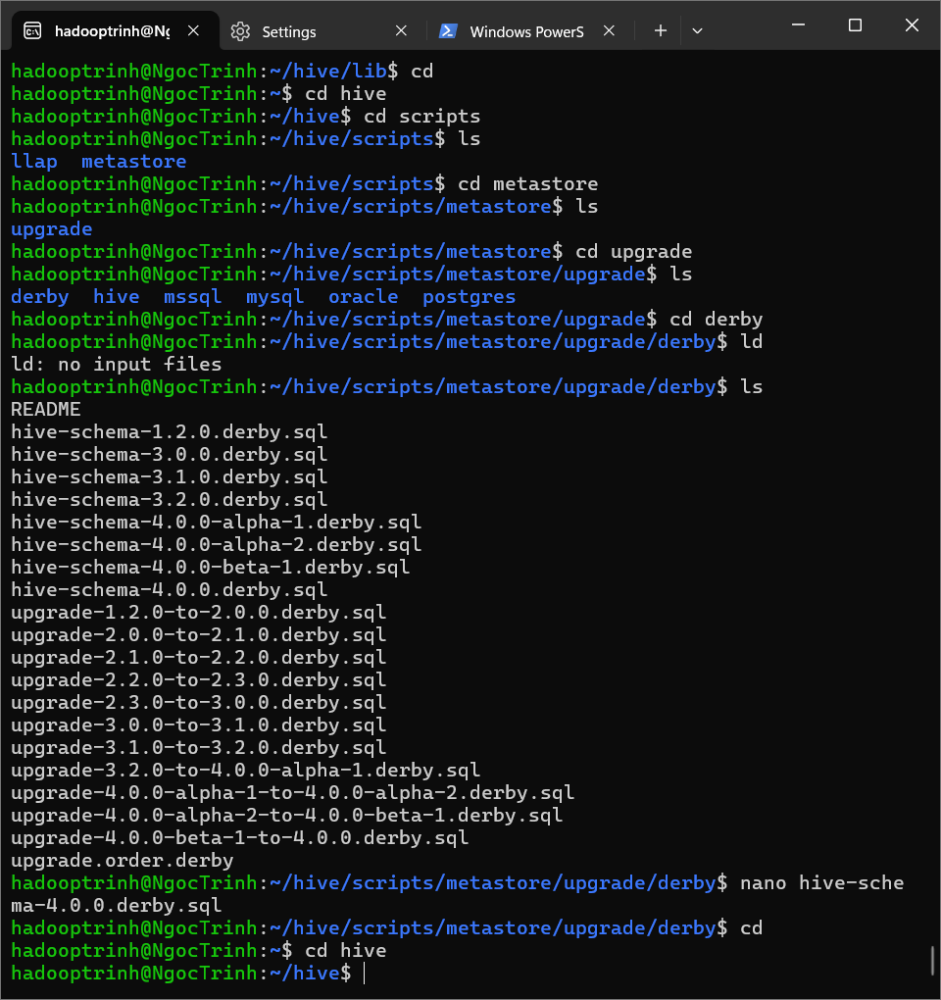 hadooptrinh@Ng
Settings
Windows PowerS
hadooptrinh@NgocTrinh:~/hive/lib$ cd
hadooptrinh@NgocTrinh:~$ cd hive
hadooptrinh@NgocTrinh:~/hive$ cd scripts
hadooptrinh@NgocTrinh:~/hive/scripts$ ls
llap  metastore
hadooptrinh@NgocTrinh:~/hive/scripts$ cd metastore
hadooptrinh@NgocTrinh:~/hive/scripts/metastore$ ls
upgrade
hadooptrinh@NgocTrinh:~/hive/scripts/metastore$ cd upgrade
hadooptrinh@NgocTrinh:~/hive/scripts/metastore/upgrade$ ls
derby  hive  mssql  mysql  oracle  postgres
hadooptrinh@NgocTrinh:~/hive/scripts/metastore/upgrade$ cd derby
hadooptrinh@NgocTrinh:~/hive/scripts/metastore/upgrade/derby$ ld
ld: no input files
hadooptrinh@NgocTrinh:~/hive/scripts/metastore/upgrade/derby$ ls
README
hive-schema-1.2.0.derby.sql
hive-schema-3.0.0.derby.sql
hive-schema-3.1.0.derby.sql
hive-schema-3.2.0.derby.sql
hive-schema-4.0.0-alpha-1.derby.sql
hive-schema-4.0.0-alpha-2.derby.sql
hive-schema-4.0.0-beta-1.derby.sql
hive-schema-4.0.0.derby.sql
upgrade-1.2.0-to-2.0.0.derby.sql
upgrade-2.0.0-to-2.1.0.derby.sql
upgrade-2.1.0-to-2.2.0.derby.sql
upgrade-2.2.0-to-2.3.0.derby.sql
upgrade-2.3.0-to-3.0.0.derby.sql
upgrade-3.0.0-to-3.1.0.derby.sql
upgrade-3.1.0-to-3.2.0.derby.sql
upgrade-3.2.0-to-4.0.0-alpha-1.derby.sql
upgrade-4.0.0-alpha-1-to-4.0.0-alpha-2.derby.sql
upgrade-4.0.0-alpha-2-to-4.0.0-beta-1.derby.sql
upgrade-4.0.0-beta-1-to-4.0.0.derby.sql
upgrade.order.derby
hadooptrinh@NgocTrinh:~/hive/scripts/metastore/upgrade/derby$ nano hive-sche
ma-4.0.0.derby.sql
hadooptrinh@NgocTrinh:~/hive/scripts/metastore/upgrade/derby$ cd
hadooptrinh@NgocTrinh:~$ cd hive
hadooptrinh@NgocTrinh:~/hive$